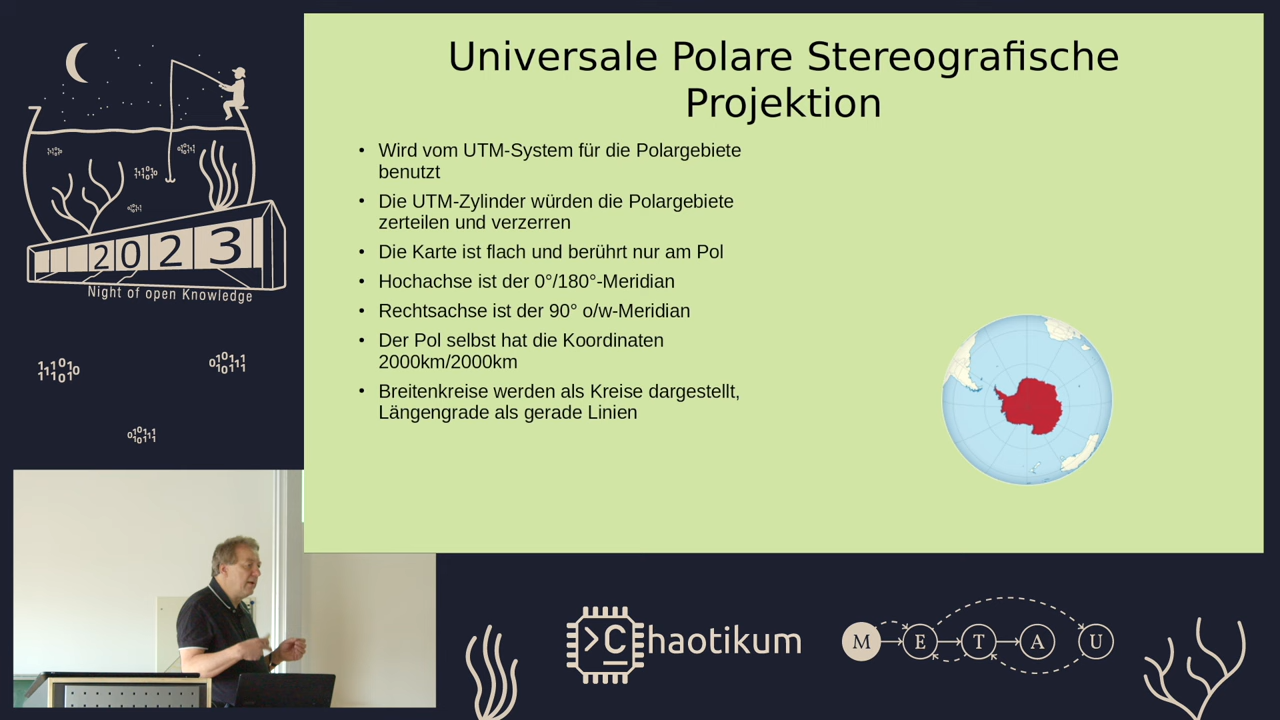 Universale Polare Stereografische
Projektion
• Wird vom UTM-System für die Polargebiete
benutzt
• Die UTM-Zylinder würden die Polargebiete
zerteilen und verzerren
• Die Karte ist flach und berührt nur am Pol
• Hochachse ist der 0°/180°-Meridian
• Rechtsachse ist der 90° o/w-Meridian
• Der Pol selbst hat die Koordinaten
2000km/2000km
• Breitenkreise werden als Kreise dargestellt,
Längengrade als gerade Linien
2023
Night of open Knowledge
>C haotikum
M E T A U